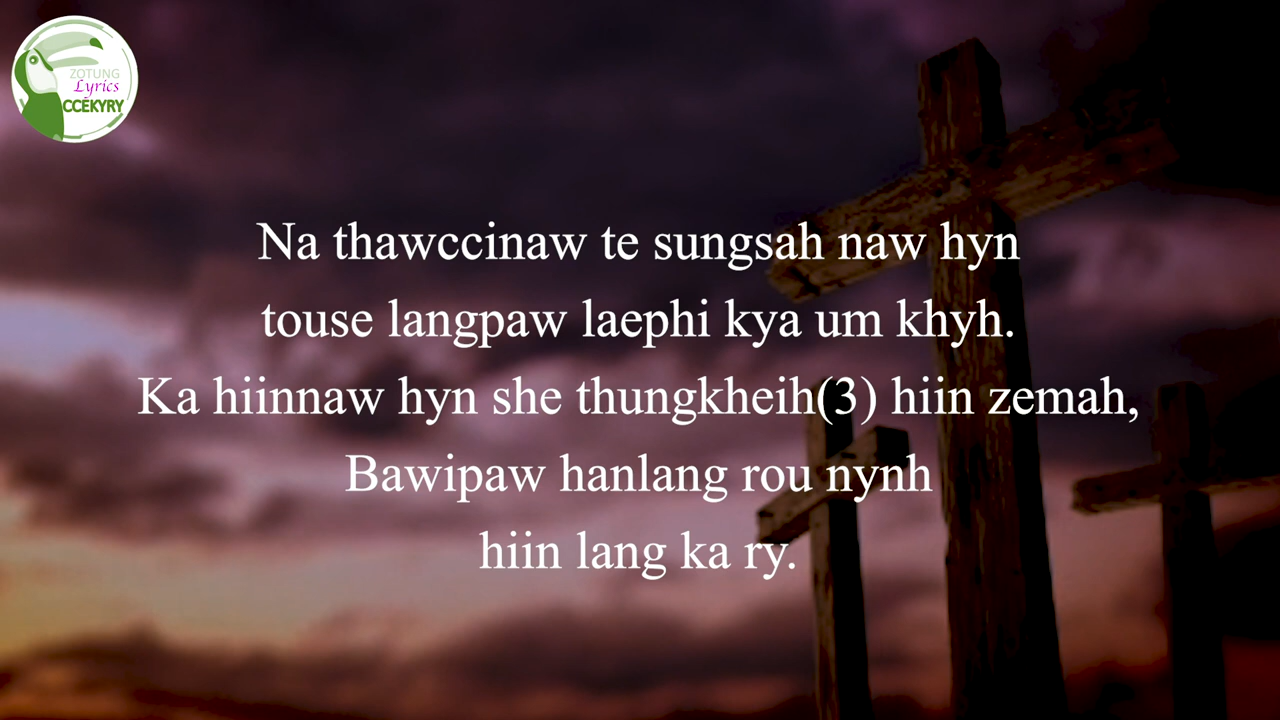 ZOTUNG
Lyrics
CCĒKYRY
Na thawccinaw te sungsah naw hyn
touse langpaw laephi kya um khyh.
Ka hiinnaw hyn she thungkheih(3) hiin zemah,
Bawipaw hanlang rou nynh
hiin lang ka ry.